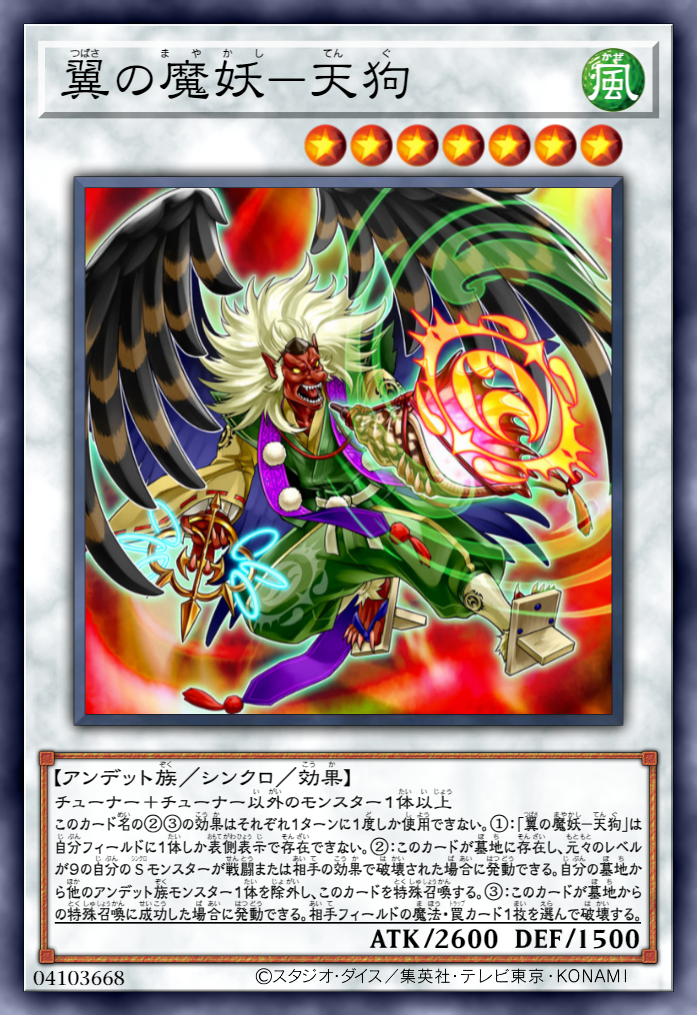 翼の魔妖－天狗
風
【アンデット族／シンクロ／効果】
チューナー＋チューナー以外のモンスター１体以上
このカード名の②③の効果はそれぞれ１ターンに１度しか使用できない。①：「翼の魔妖－天狗」は
自分フィールドに１体しか表側表示で存在できない。②：このカードが墓地に存在し、元々のレベル
が９の自分のＳモンスターが戦闘または相手の効果で破壊された場合に発動できる。自分の墓地か
ら他のアンデット族モンスター１体を除外し、このカードを特殊召喚する。③：このカードが墓地から
の特殊召喚に成功した場合に発動できる。相手フィールドの魔法・罠カード１枚を選んで破壊する。
ATK/2600 DEF/1500
04103668 ©スタジオ・ダイス／集英社・テレビ東京・KONAMI